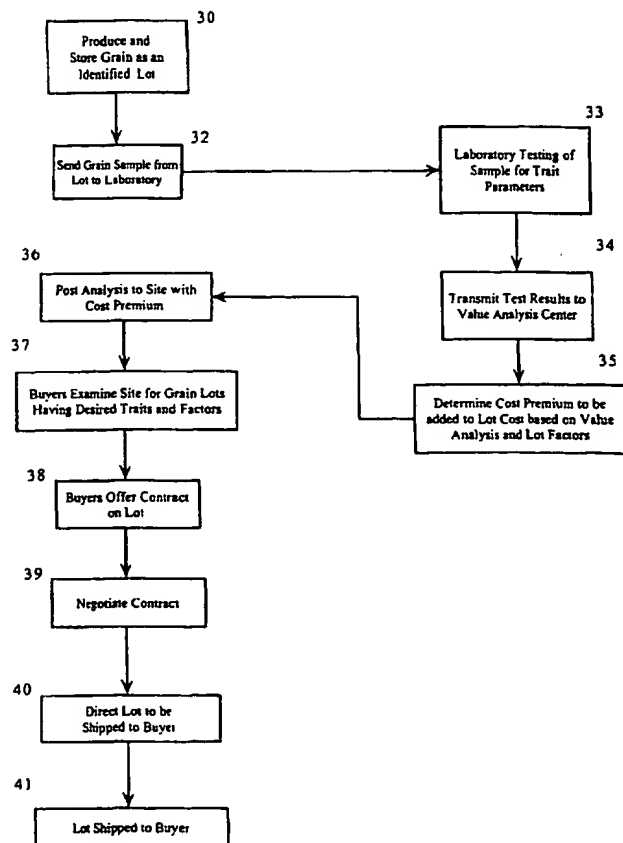 30
Produce and
Store Grain as an
Identified Lot
32
Send Grain Sample from
Lot to Laboratory
33
Laboratory Testing of
Sample for Trait
Parameters
34
Transmit Test Results to
Value Analysis Center
35
Determine Cost Premium to be
added to Lot Cost based on Value
Analysis and Lot Factors
36
Post Analysis to Site with
Cost Premium
37
Buyers Examine Site for Grain Lots
Having Desired Traits and Factors
38
Buyers Offer Contract
on Lot
39
Negotiate Contract
40
Direct Lot to be
Shipped to Buyer
41
Lot Shipped to Buyer